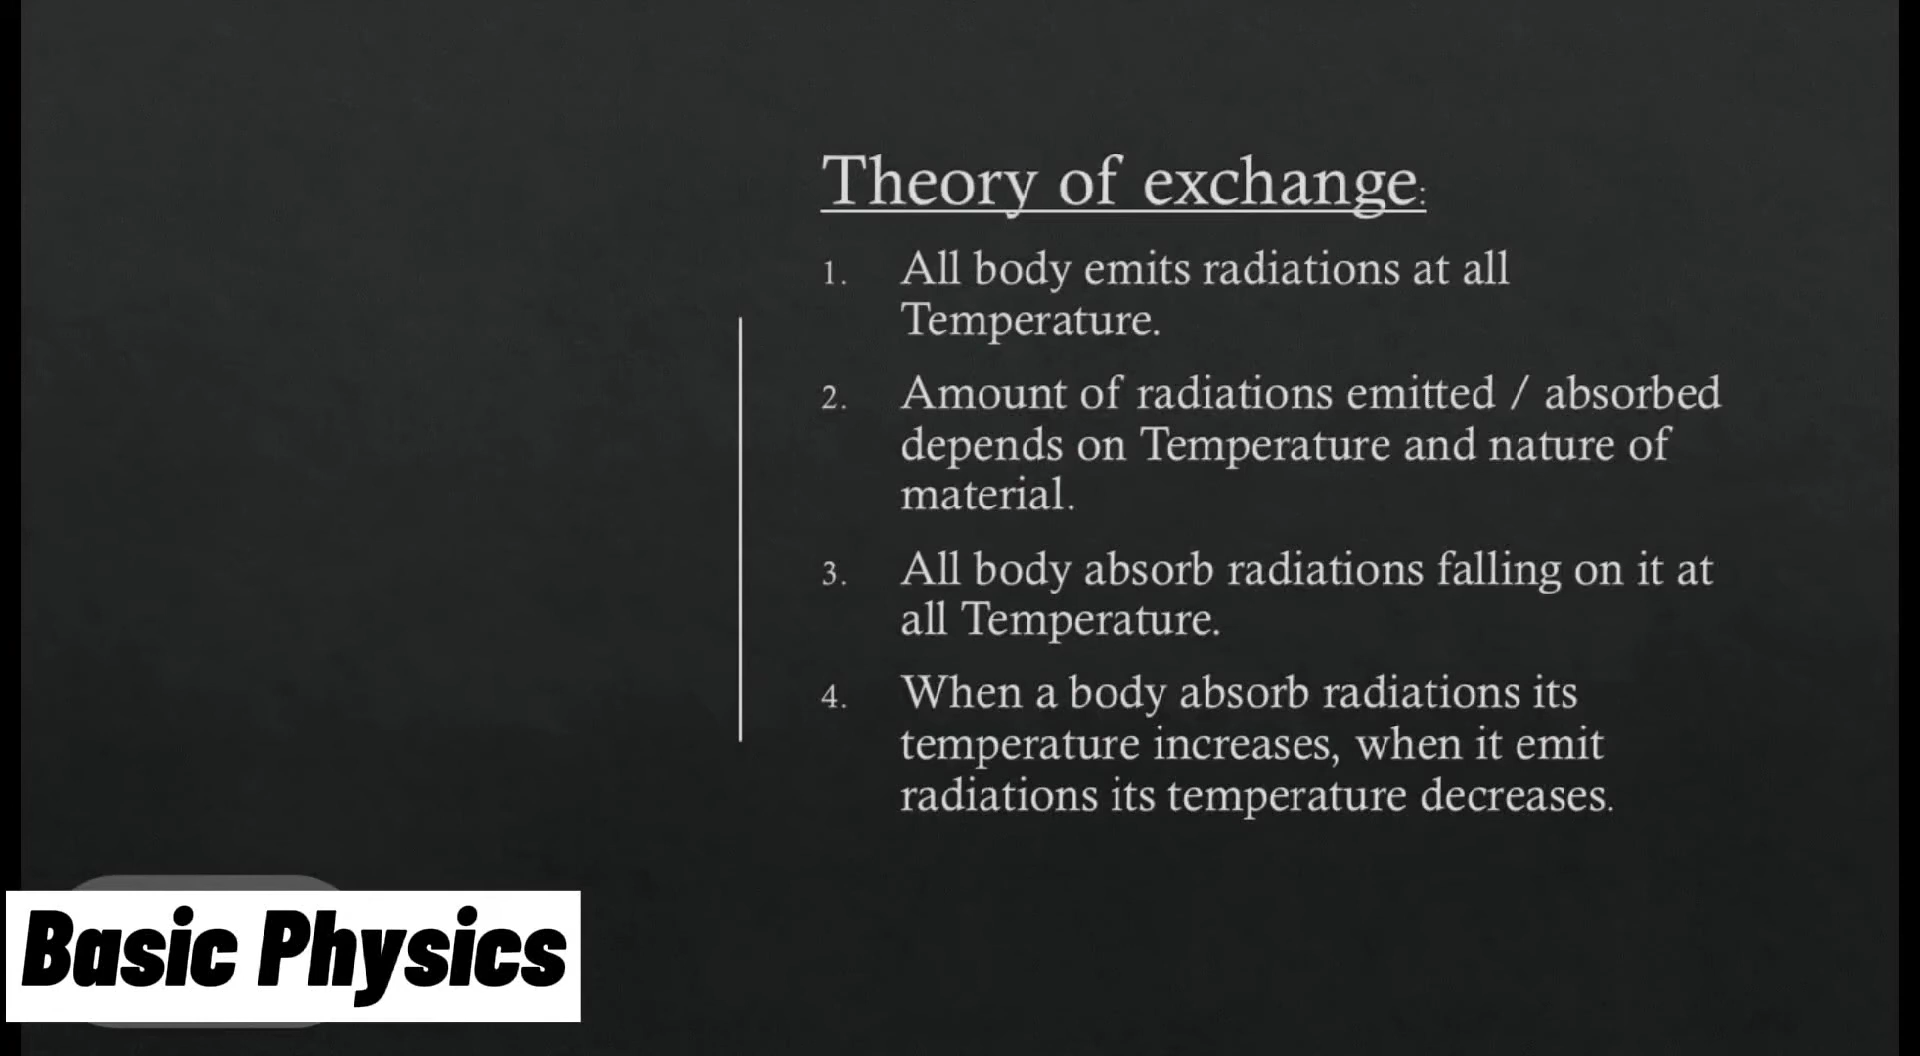 Theory of exchange:
1. All body emits radiations at all
Temperature.
2. Amount of radiations emitted / absorbed
depends on Temperature and nature of
material.
3. All body absorb radiations falling on it at
all Temperature.
4. When a body absorb radiations its
temperature increases, when it emit
radiations its temperature decreases.
Basic Physics